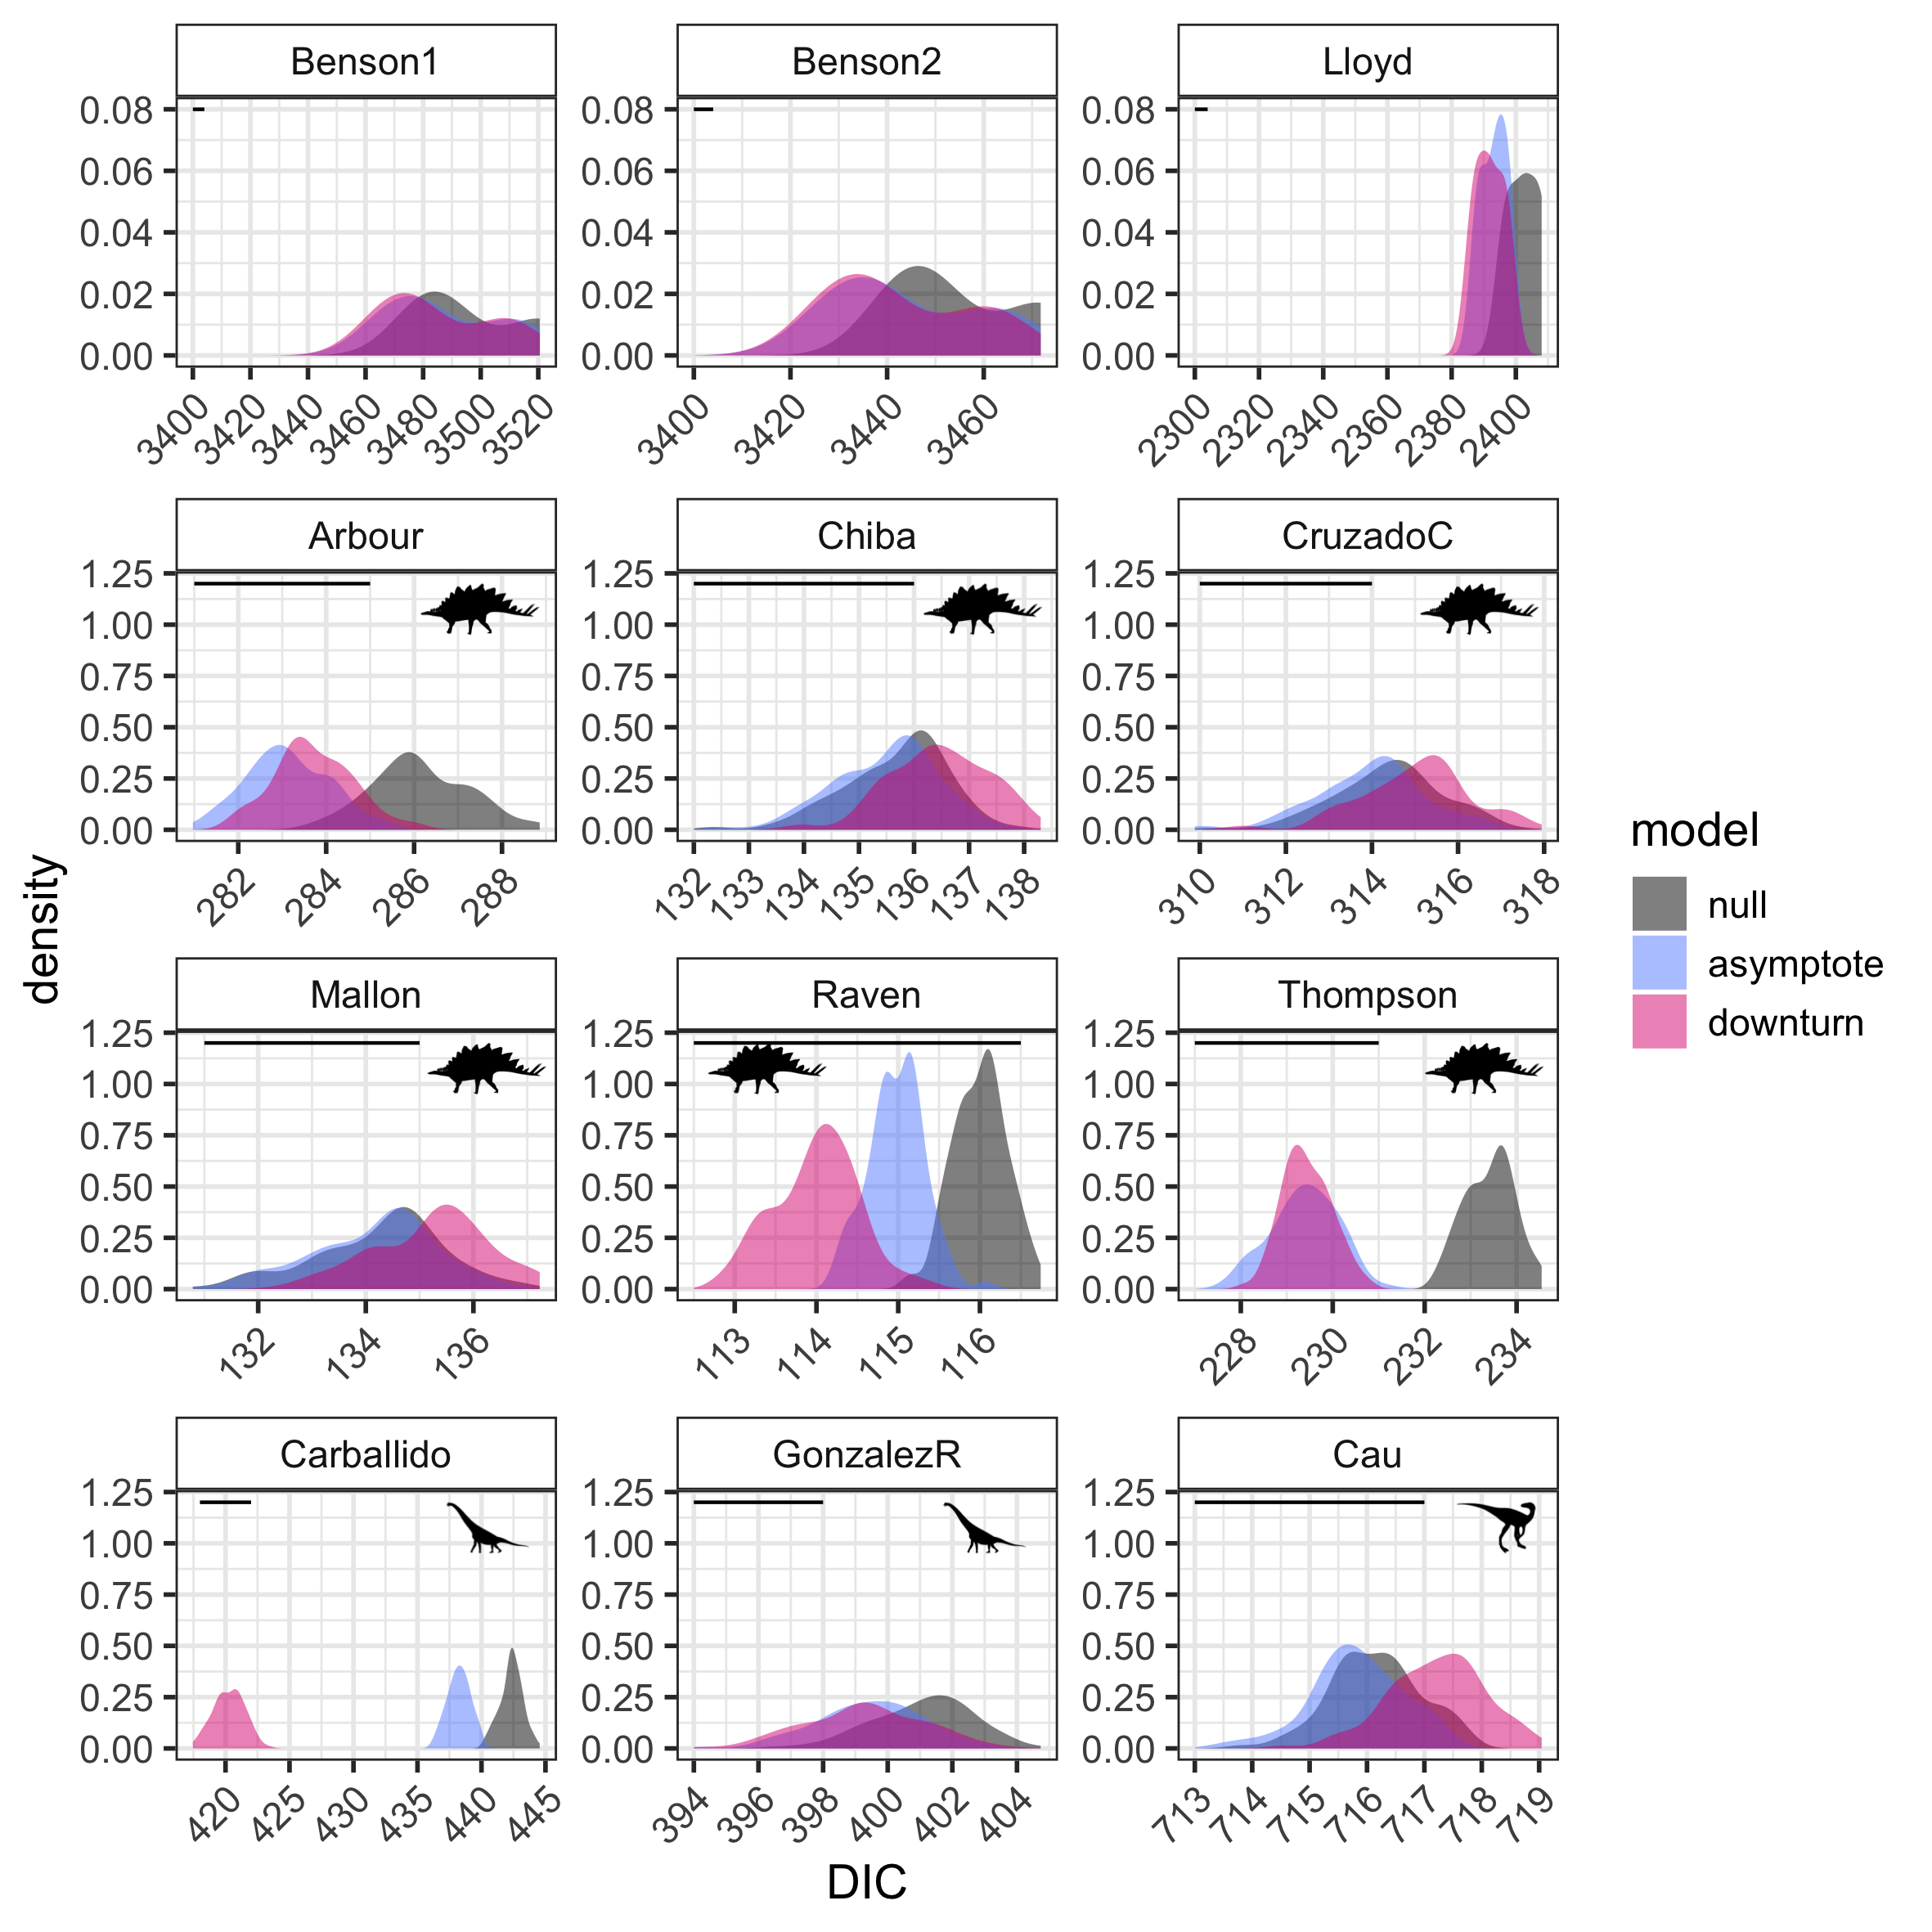 Benson1 Benson2 Lloyd
0.08 0.08 0.08
0.06 0.06 0.06
0.04 0.04 0.04
0.02 0.02 0.02
0.00 0.00 0.00
3400 3420 3440 3460 3480 3500 3520 3400 3420 3440 3460 2300 2320 2340 2360 2380 2400
Arbour Chiba CruzadoC
1.25 1.25 1.25
1.00 1.00 1.00
0.75 0.75 0.75
0.50 0.50 0.50
0.25 0.25 0.25
0.00 0.00 0.00
282 284 286 288 132 133 134 135 136 137 138 310 312 314 316 318
Mallon Raven Thompson
1.25 1.25 1.25
1.00 1.00 1.00
0.75 0.75 0.75
0.50 0.50 0.50
0.25 0.25 0.25
0.00 0.00 0.00
132 134 136 113 114 115 116 228 230 232 234
Carballido GonzalezR Cau
1.25 1.25 1.25
1.00 1.00 1.00
0.75 0.75 0.75
0.50 0.50 0.50
0.25 0.25 0.25
0.00 0.00 0.00
420 425 430 435 440 445 394 396 398 400 402 404 713 714 715 716 717 718 719
DIC
density
model
null
asymptote
downturn